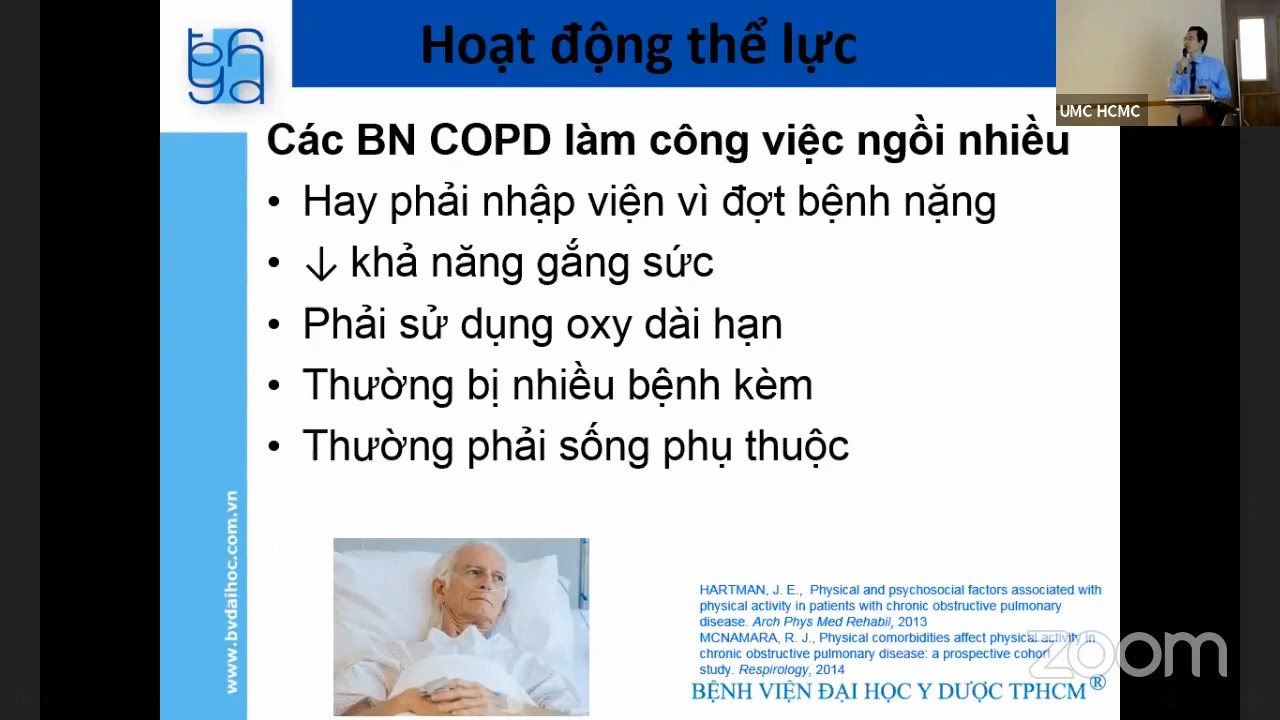 Hoạt động thể lực
UMC HCMC
Các BN COPD làm công việc ngồi nhiều
• Hay phải nhập viện vì đợt bệnh nặng
• ↓ khả năng gắng sức
• Phải sử dụng oxy dài hạn
• Thường bị nhiều bệnh kèm
• Thường phải sống phụ thuộc
www.bvdaihoc.com.vn
HARTMAN, J. E., Physical and psychosocial factors associated with
physical activity in patients with chronic obstructive pulmonary
disease. Arch Phys Med Rehabil, 2013
MCNAMARA, R. J., Physical comorbidities affect physical activity in
chronic obstructive pulmonary disease: a prospective cohort
study. Respirology, 2014
zoom
BỆNH VIỆN ĐẠI HỌC Y DƯỢC TPHCM®